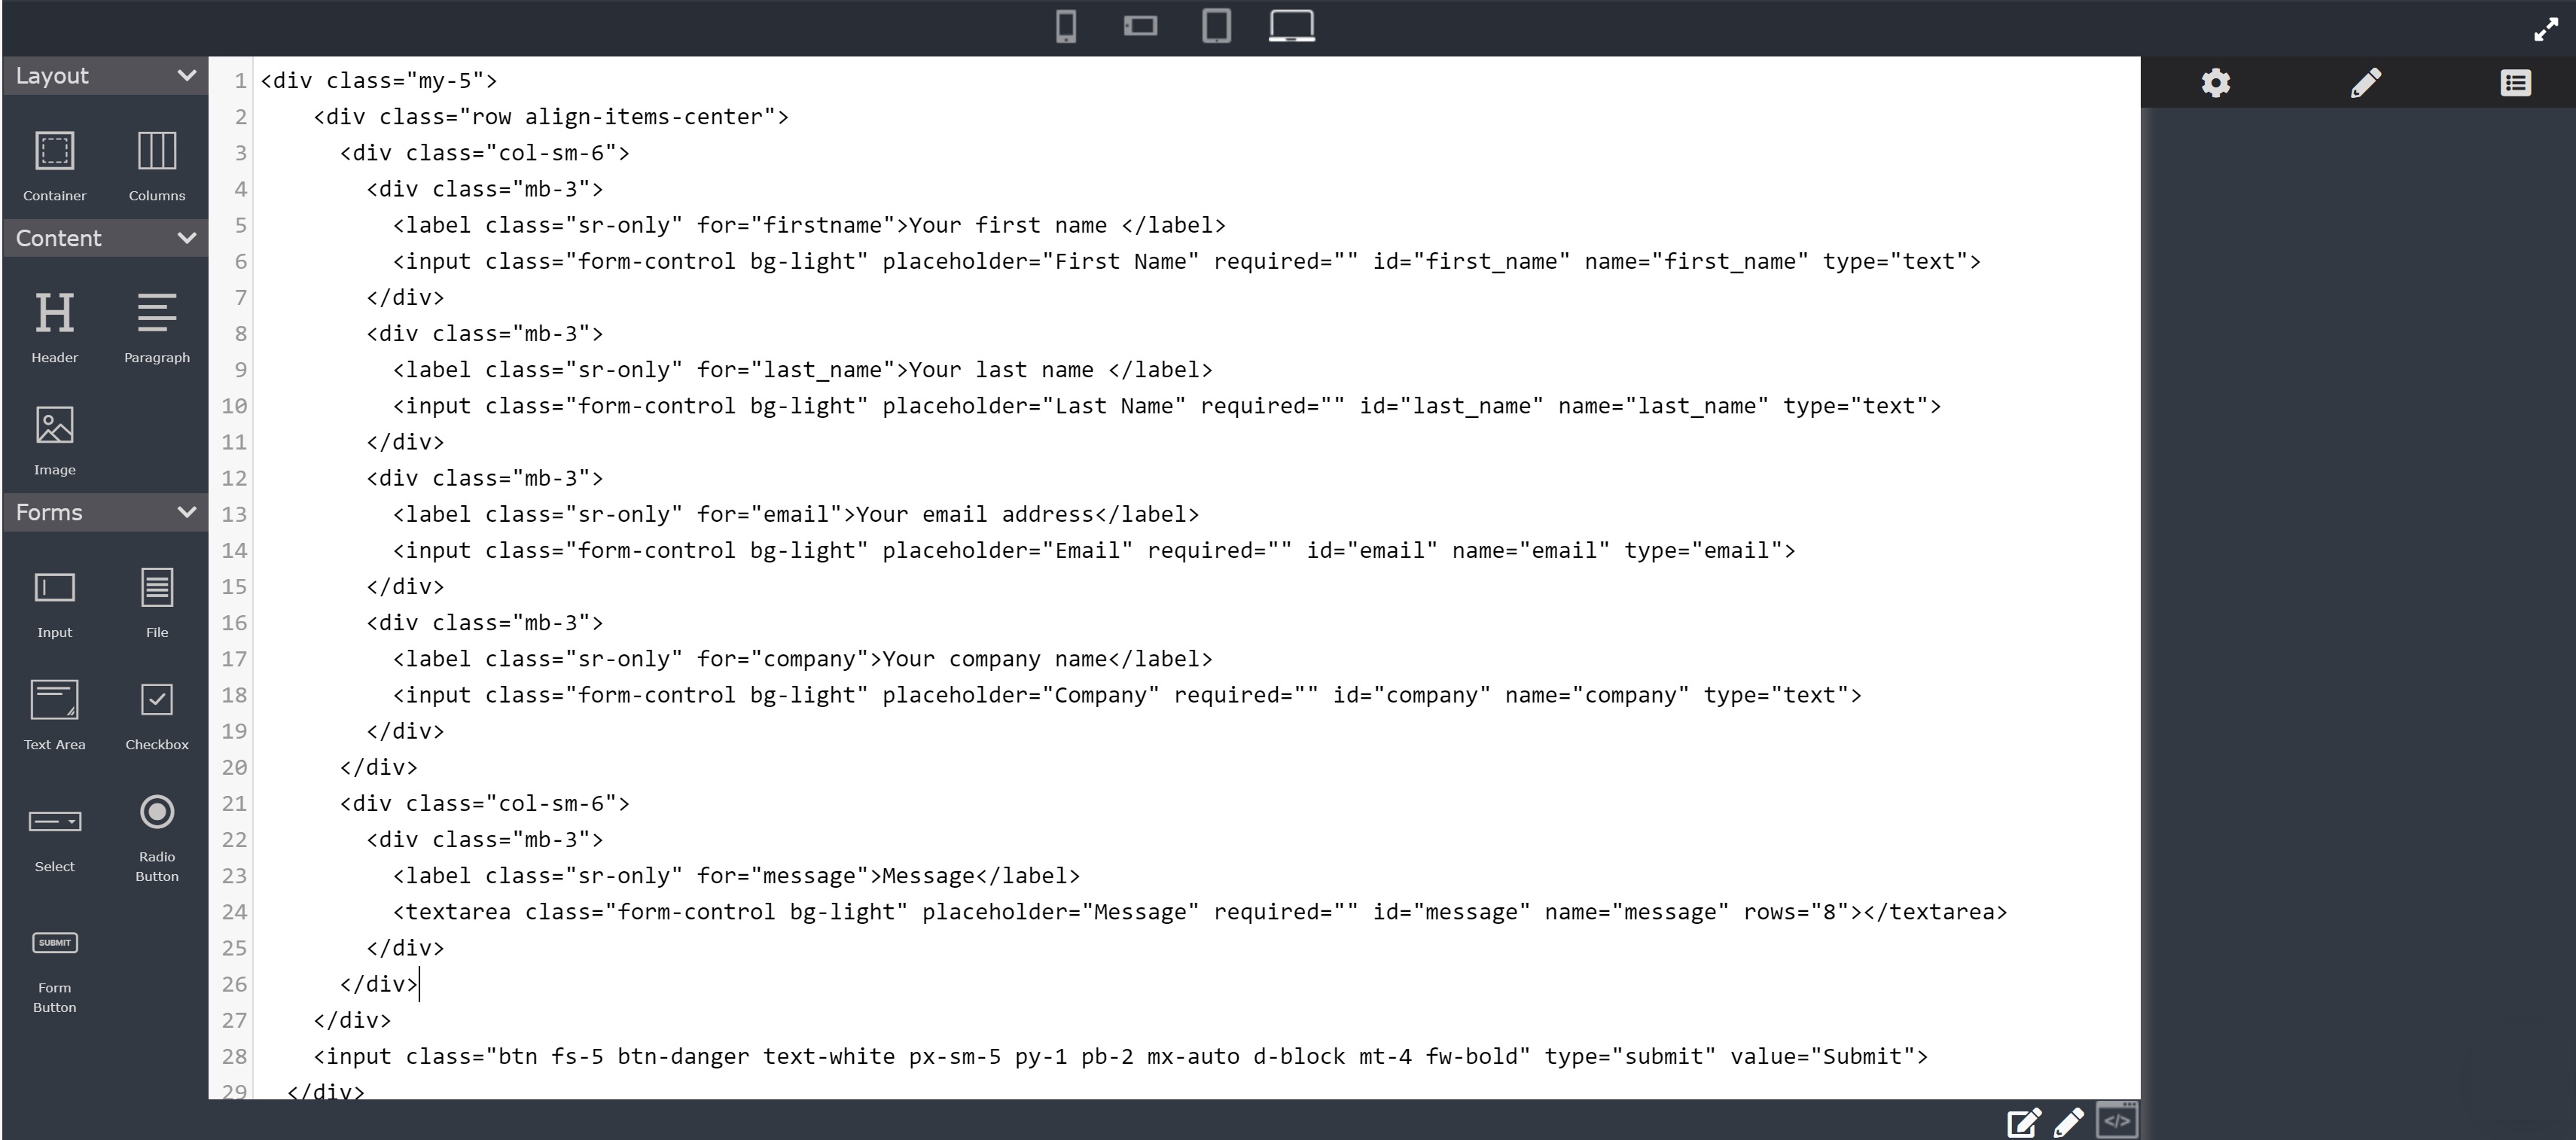 Layout
Container Columns
Content
Header Paragraph
Image
Forms
Input File
Text Area Checkbox
Select Radio Button
SUBMIT
Form Button
1 <div class="my-5">
2 <div class="row align-items-center">
3 <div class="col-sm-6">
4 <div class="mb-3">
5 <label class="sr-only" for="firstname">Your first name </label>
6 <input class="form-control bg-light" placeholder="First Name" required="" id="first_name" name="first_name" type="text">
7 </div>
8 <div class="mb-3">
9 <label class="sr-only" for="last_name">Your last name </label>
10 <input class="form-control bg-light" placeholder="Last Name" required="" id="last_name" name="last_name" type="text">
11 </div>
12 <div class="mb-3">
13 <label class="sr-only" for="email">Your email address</label>
14 <input class="form-control bg-light" placeholder="Email" required="" id="email" name="email" type="email">
15 </div>
16 <div class="mb-3">
17 <label class="sr-only" for="company">Your company name</label>
18 <input class="form-control bg-light" placeholder="Company" required="" id="company" name="company" type="text">
19 </div>
20 </div>
21 <div class="col-sm-6">
22 <div class="mb-3">
23 <label class="sr-only" for="message">Message</label>
24 <textarea class="form-control bg-light" placeholder="Message" required="" id="message" name="message" rows="8"></textarea>
25 </div>
26 </div>
27 </div>
28 <input class="btn fs-5 btn-danger text-white px-sm-5 py-1 pb-2 mx-auto d-block mt-4 fw-bold" type="submit" value="Submit">
29 </div>